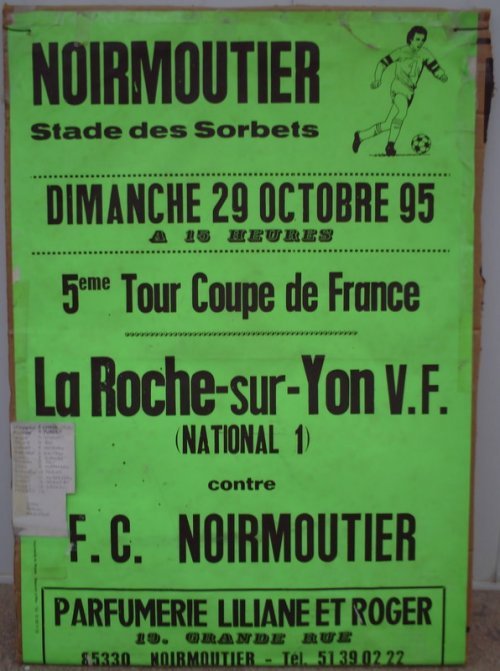 NOIRMOUTIER
Stade des Sorbets
DIMANCHE 29 OCTOBRE 95
A 15 HEURES
5eme Tour Coupe de France
La Roche-sur-Yon V.F.
(NATIONAL 1)
contre
F.C. NOIRMOUTIER
PARFUMERIE LILIANE ET ROGER
19, GRANDE RUE
85330 NOIRMOUTIER - Tel. 51 39 02 22